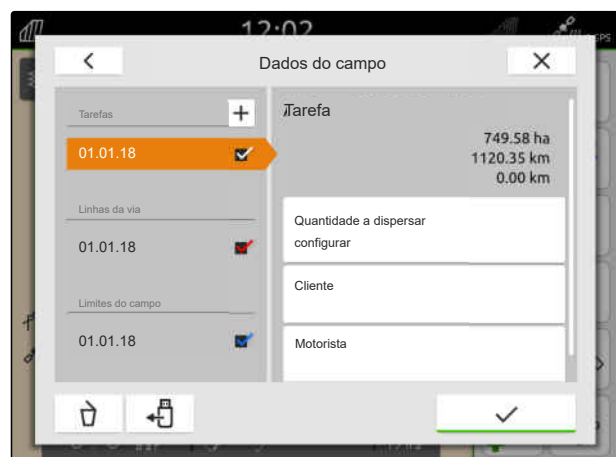 12:02
Dados do campo
Tarefas
01.01.18
Linhas da via
01.01.18
Limites do campo
01.01.18
Tarefa
749.58 ha
1120.35 km
0.00 km
Quantidade a dispersar
configurar
Cliente
Motorista